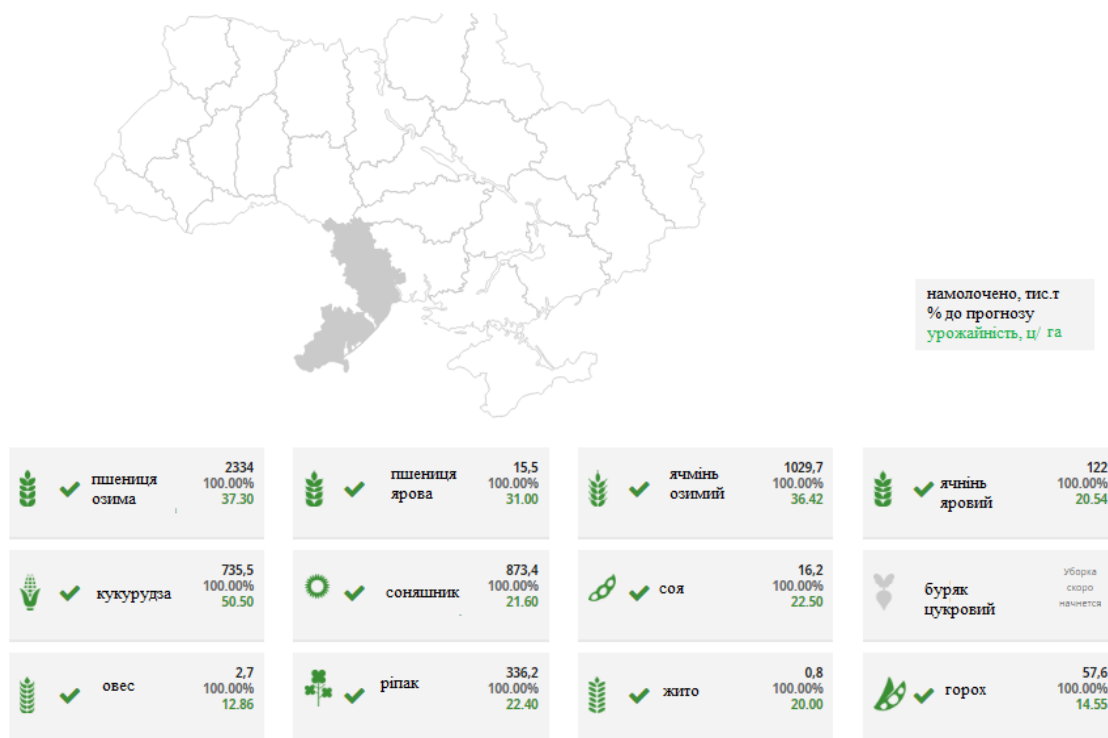 намолочено, тис.т
% до прогнозу
урожайність, ц/ га
пшениця
озима
2334
100.00%
37.30
пшениця
ярова
15,5
100.00%
31.00
ячмінь
озимий
1029,7
100.00%
36.42
ячнінь
яровий
122
100.00%
20.54
кукурудза
735,5
100.00%
50.50
соняшник
873,4
100.00%
21.60
соя
16,2
100.00%
22.50
буряк
цукровий
Уборка
скоро
начнется
овес
2,7
100.00%
12.86
ріпак
336,2
100.00%
22.40
жито
0,8
100.00%
20.00
горох
57,6
100.00%
14.55